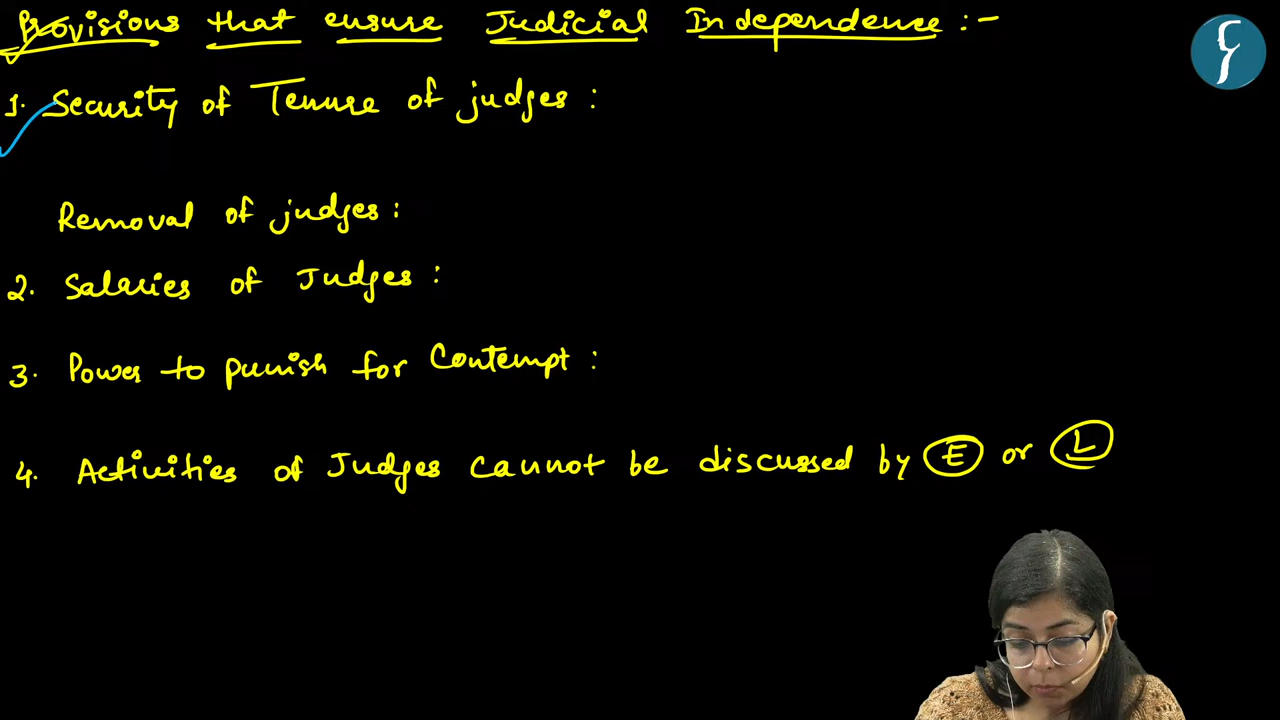 Provisions that ensure Judicial Independence :-
1. Security of Tenure of judges :
Removal of judges :
2. Salaries of Judges :
3. Power to punish for Contempt :
4. Activities of Judges cannot be discussed by E or L